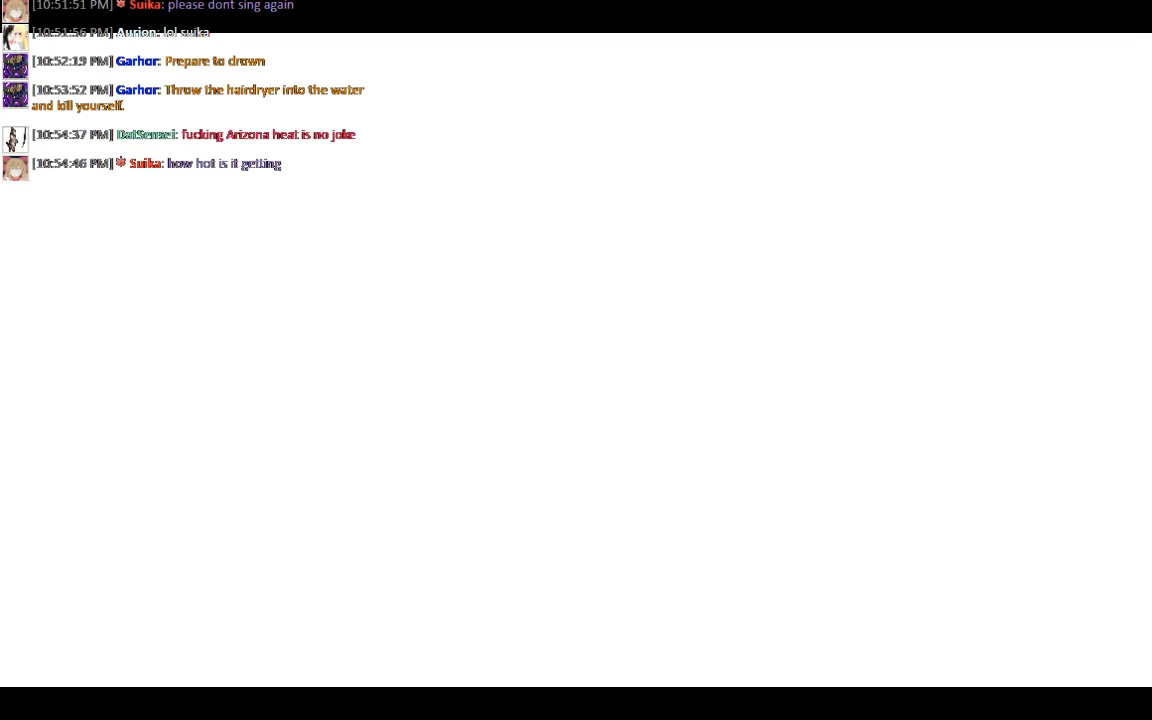 [10:51:51 PM] Suika: please dont sing again
[10:51:56 PM] Aurion: lol suika
[10:52:19 PM] Garhor: Prepare to drown
[10:53:52 PM] Garhor: Throw the hairdryer into the water
and kill yourself.
[10:54:37 PM] DatSensei: fucking Arizona heat is no joke
[10:54:46 PM] Suika: how hot is it getting